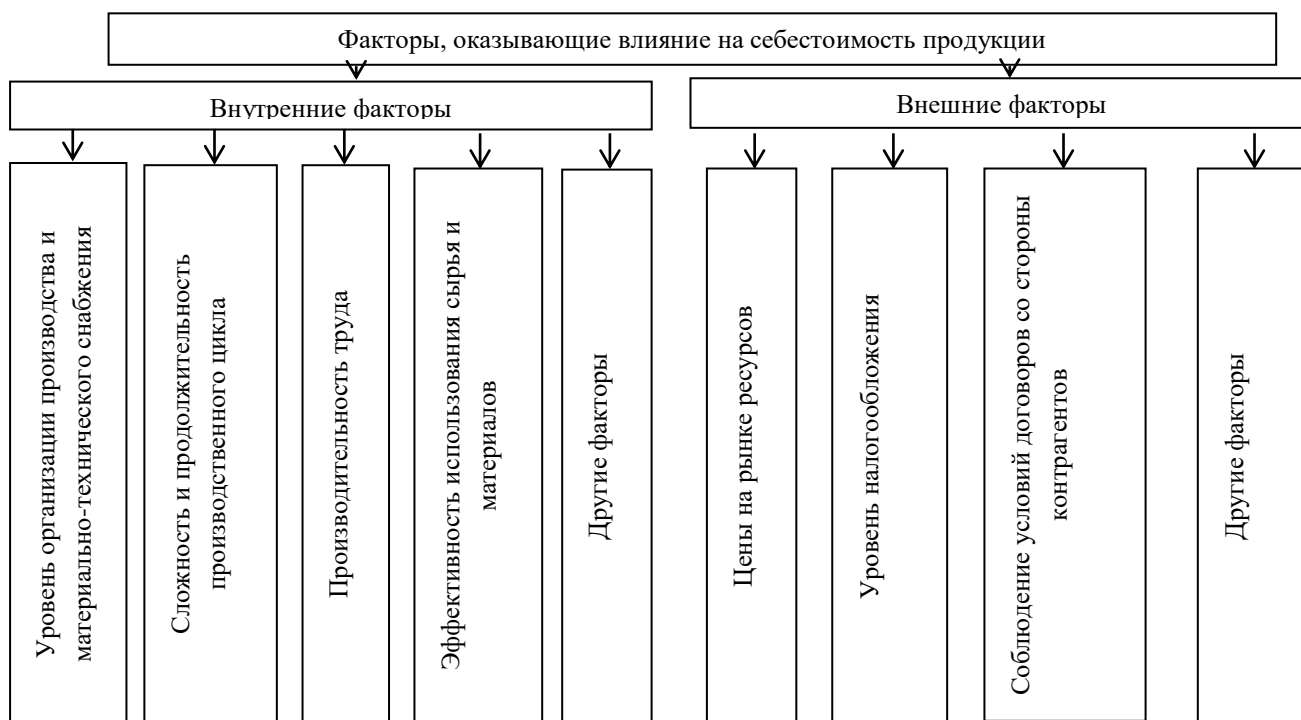 Факторы, оказывающие влияние на себестоимость продукции
Внутренние факторы
Внешние факторы
Уровень организации производства и
материально-технического снабжения
Сложность и продолжительность
производственного цикла
Производительность труда
Эффективность использования сырья и
материалов
Другие факторы
Цены на рынке ресурсов
Уровень налогообложения
Соблюдение условий договоров со стороны
контрагентов
Другие факторы